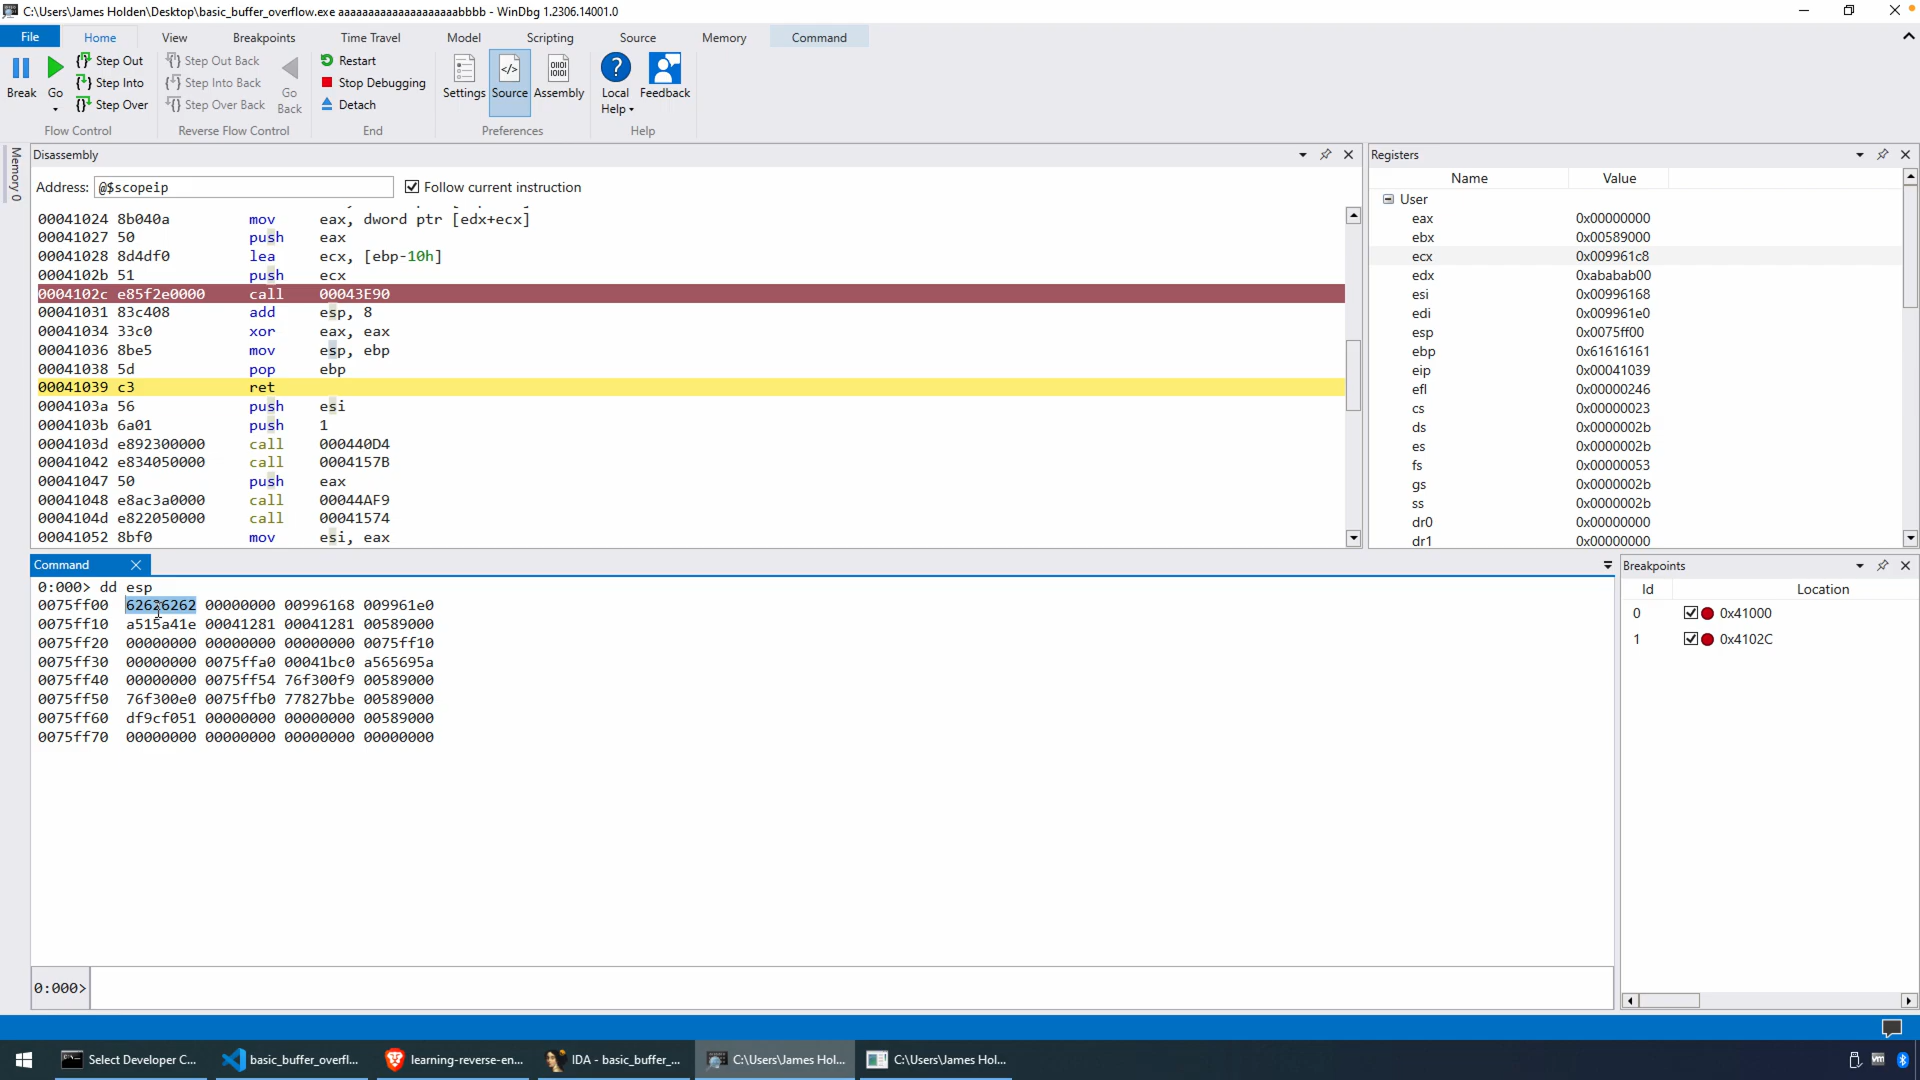 C:\Users\James Holden\Desktop\basic_buffer_overflow.exe aaaaaaaaaaaaaaaaaaaabbbb - WinDbg 1.2306.14001.0
File Home View Breakpoints Time Travel Model Scripting Source Memory Command
Break
Go
Step Out
Step Into
Step Over
Flow Control
Step Out Back
Step Into Back
Step Over Back
Go
Back
Reverse Flow Control
Restart
Stop Debugging
Detach
End
Settings
Source
Assembly
Preferences
Local
Help
Feedback
Help
Memory 0
Disassembly
Address: @$scopeip Follow current instruction
00041024 8b040a mov eax, dword ptr [edx+ecx]
00041027 50 push eax
00041028 8d4df0 lea ecx, [ebp-10h]
0004102b 51 push ecx
0004102c e85f2e0000 call 00043E90
00041031 83c408 add esp, 8
00041034 33c0 xor eax, eax
00041036 8be5 mov esp, ebp
00041038 5d pop ebp
00041039 c3 ret
0004103a 56 push esi
0004103b 6a01 push 1
0004103d e892300000 call 000440D4
00041042 e834050000 call 0004157B
00041047 50 push eax
00041048 e8ac3a0000 call 00044AF9
0004104d e822050000 call 00041574
00041052 8bf0 mov esi, eax
Registers
Name Value
User
eax 0x00000000
ebx 0x00589000
ecx 0x009961c8
edx 0xababab00
esi 0x00996168
edi 0x009961e0
esp 0x0075ff00
ebp 0x61616161
eip 0x00041039
efl 0x00000246
cs 0x00000023
ds 0x0000002b
es 0x0000002b
fs 0x00000053
gs 0x0000002b
ss 0x0000002b
dr0 0x00000000
dr1 0x00000000
Command
0:000> dd esp
0075ff00 62626262 00000000 00996168 009961e0
0075ff10 a515a41e 00041281 00041281 00589000
0075ff20 00000000 00000000 00000000 0075ff10
0075ff30 00000000 0075ffa0 00041bc0 a565695a
0075ff40 00000000 0075ff54 76f300f9 00589000
0075ff50 76f300e0 0075ffb0 77827bbe 00589000
0075ff60 df9cf051 00000000 00000000 00589000
0075ff70 00000000 00000000 00000000 00000000
0:000>
Breakpoints
Id Location
0 0x41000
1 0x4102C
Select Developer C...
basic_buffer_overfl...
learning-reverse-en...
IDA - basic_buffer_...
C:\Users\James Hol...
C:\Users\James Hol...